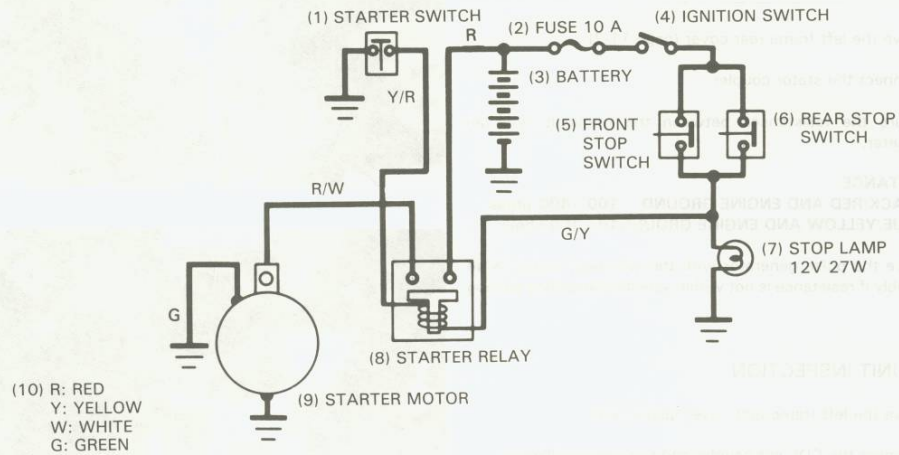 (1) STARTER SWITCH
R
(2) FUSE 10 A
(4) IGNITION SWITCH
(3) BATTERY
Y/R
(5) FRONT
STOP
SWITCH
(6) REAR STOP
SWITCH
R/W
G/Y
(7) STOP LAMP
12V 27W
G
(8) STARTER RELAY
(9) STARTER MOTOR
(10) R: RED
Y: YELLOW
W: WHITE
G: GREEN